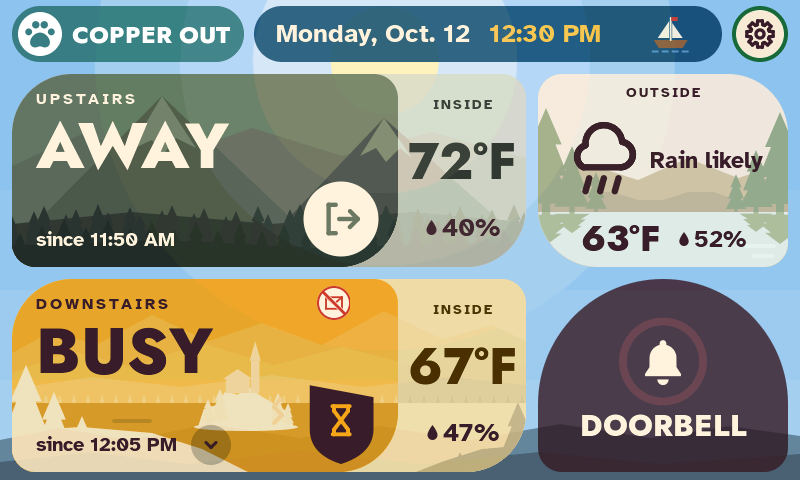 COPPER OUT
Monday, Oct. 12 12:30 PM
UPSTAIRS
AWAY
since 11:50 AM
INSIDE
72°F
40%
OUTSIDE
Rain likely
63°F 52%
DOWNSTAIRS
BUSY
since 12:05 PM
INSIDE
67°F
47%
DOORBELL